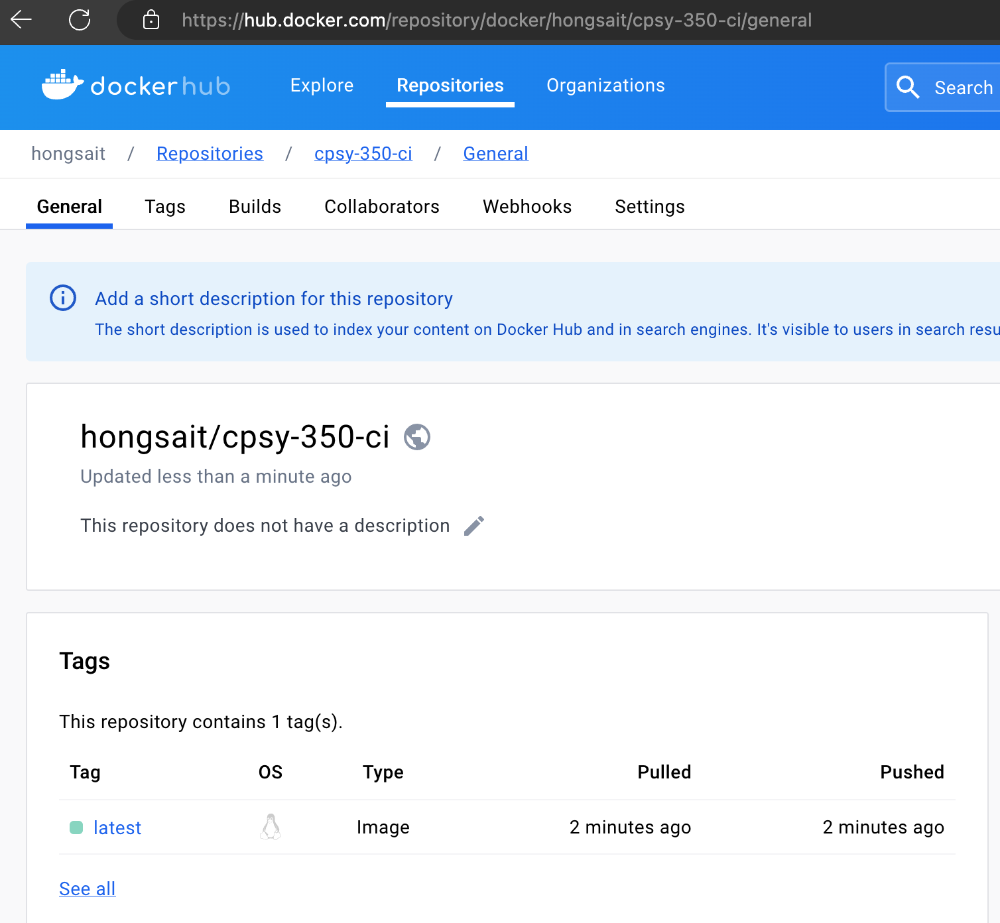 https://hub.docker.com/repository/docker/hongsait/cpsy-350-ci/general
dockerhub Explore Repositories Organizations Search
hongsait / Repositories / cpsy-350-ci / General
General Tags Builds Collaborators Webhooks Settings
Add a short description for this repository
The short description is used to index your content on Docker Hub and in search engines. It's visible to users in search
hongsait/cpsy-350-ci
Updated less than a minute ago
This repository does not have a description
Tags
This repository contains 1 tag(s).
Tag OS Type Pulled Pushed
latest Image 2 minutes ago 2 minutes ago
See all